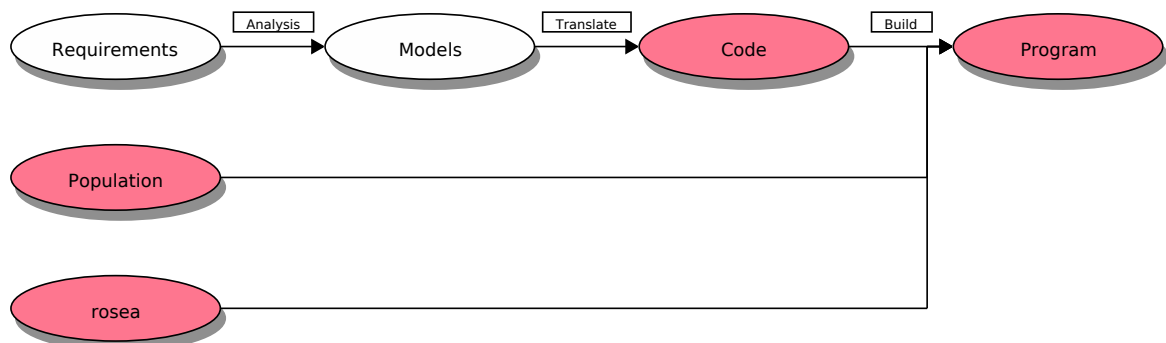 Analysis
Translate
Build
Requirements
Models
Code
Program
Population
rosea